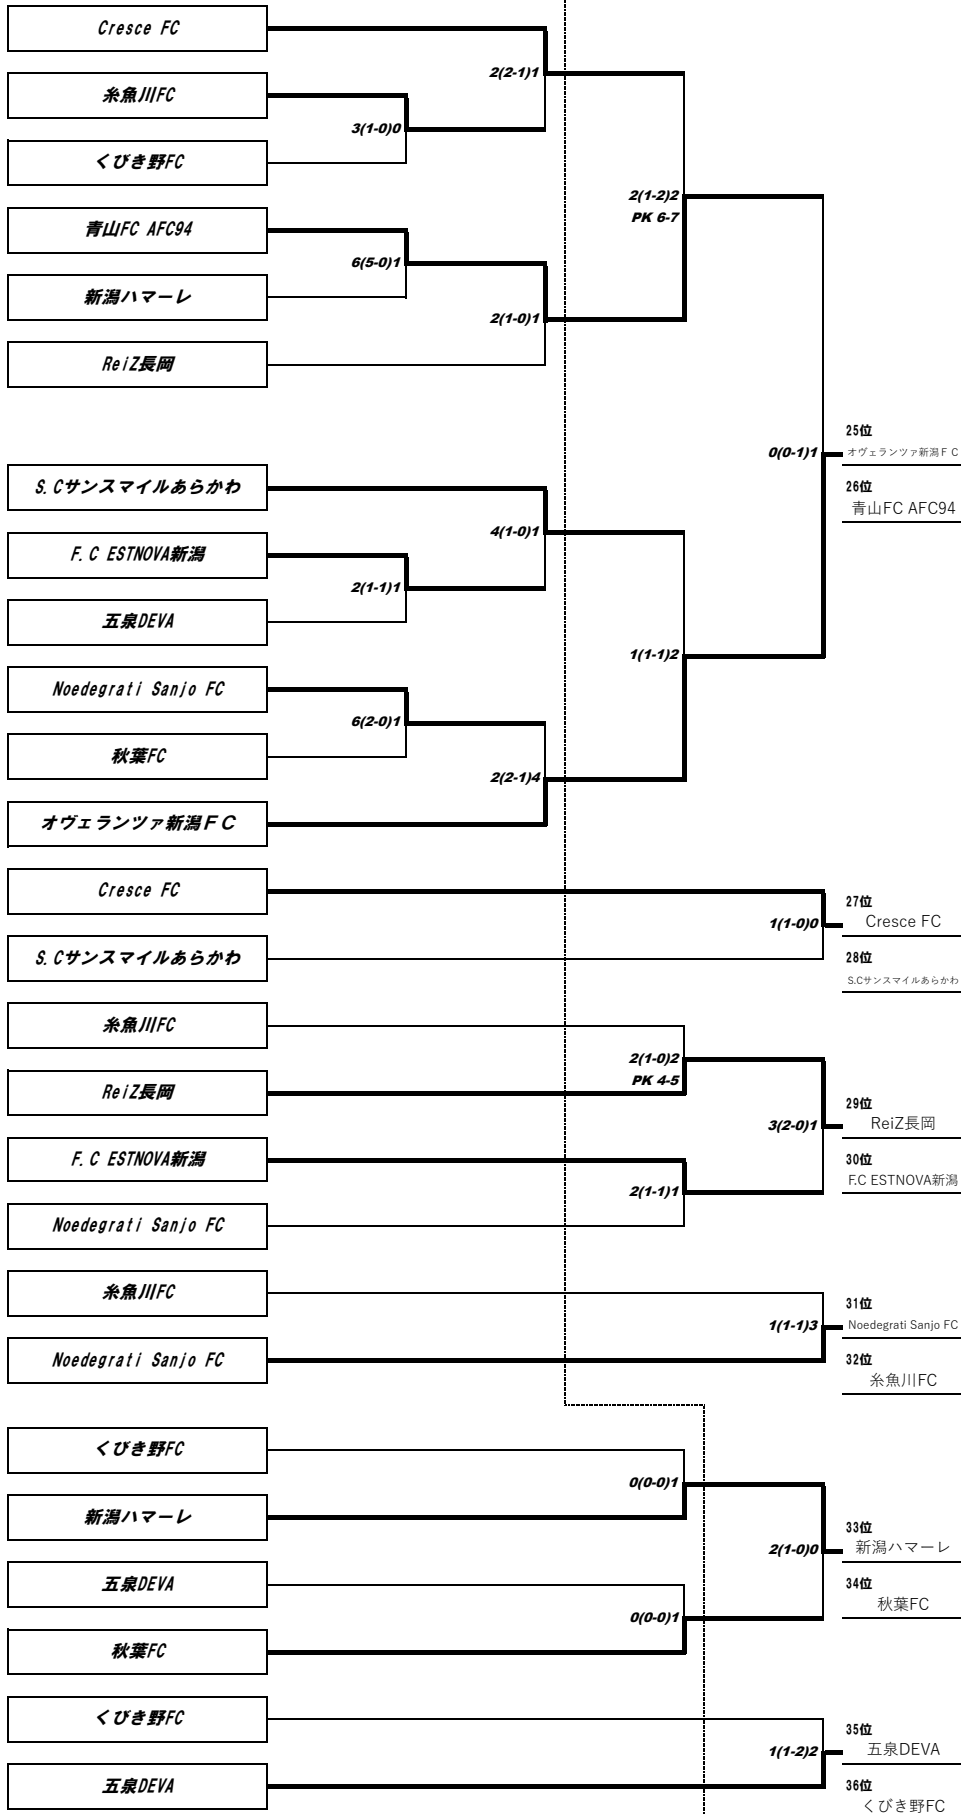 Cresce FC
2(2-1)1
糸魚川FC
3(1-0)0
くびき野FC
2(1-2)2
PK 6-7
青山FC AFC94
6(5-0)1
新潟ハマーレ
2(1-0)1
ReiZ長岡
25位
0(0-1)1
オヴェランツァ新潟ＦＣ
26位
青山FC AFC94
S.Cサンスマイルあらかわ
4(1-0)1
F.C ESTNOVA新潟
2(1-1)1
五泉DEVA
1(1-1)2
Noedegrati Sanjo FC
6(2-0)1
秋葉FC
2(2-1)4
オヴェランツァ新潟ＦＣ
Cresce FC
27位
1(1-0)0
Cresce FC
S.Cサンスマイルあらかわ
28位
S.Cサンスマイルあらかわ
糸魚川FC
2(1-0)2
PK 4-5
ReiZ長岡
29位
3(2-0)1
ReiZ長岡
F.C ESTNOVA新潟
30位
F.C ESTNOVA新潟
2(1-1)1
Noedegrati Sanjo FC
糸魚川FC
31位
1(1-1)3
Noedegrati Sanjo FC
Noedegrati Sanjo FC
32位
糸魚川FC
くびき野FC
0(0-0)1
新潟ハマーレ
33位
2(1-0)0
新潟ハマーレ
五泉DEVA
34位
秋葉FC
0(0-0)1
秋葉FC
くびき野FC
35位
1(1-2)2
五泉DEVA
五泉DEVA
36位
くびき野FC